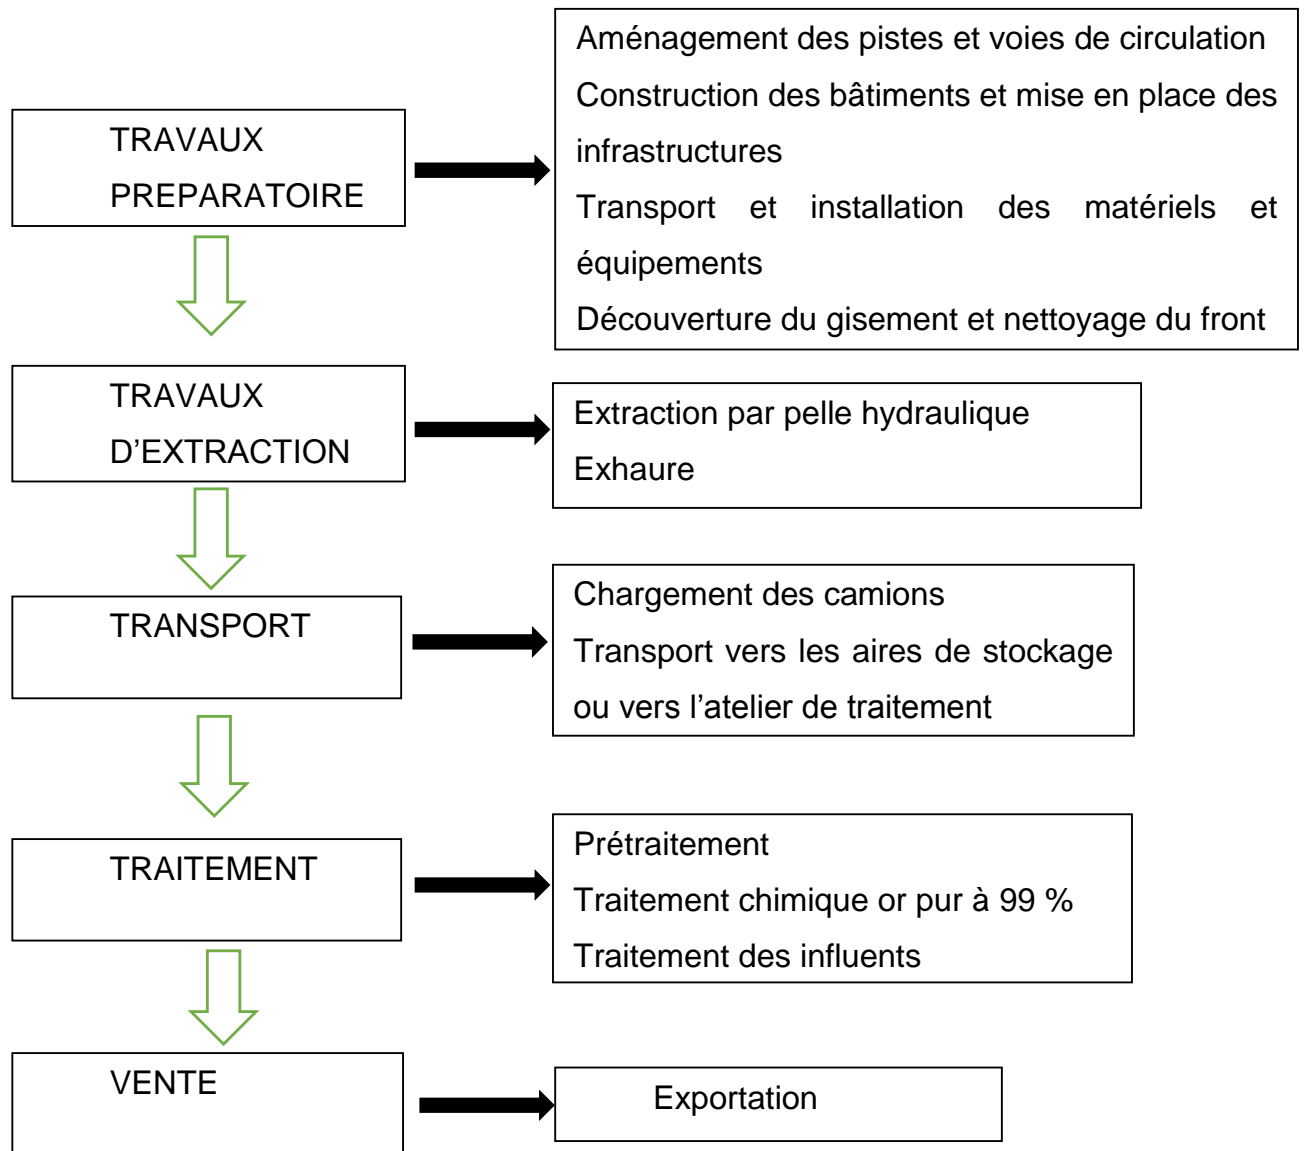 Aménagement des pistes et voies de circulation
Construction des bâtiments et mise en place des
infrastructures
Transport et installation des matériels et
équipements
Découverture du gisement et nettoyage du front
TRAVAUX
PREPARATOIRE
TRAVAUX
D’EXTRACTION
Extraction par pelle hydraulique
Exhaure
TRANSPORT
Chargement des camions
Transport vers les aires de stockage
ou vers l’atelier de traitement
TRAITEMENT
Prétraitement
Traitement chimique or pur à 99 %
Traitement des influents
VENTE
Exportation